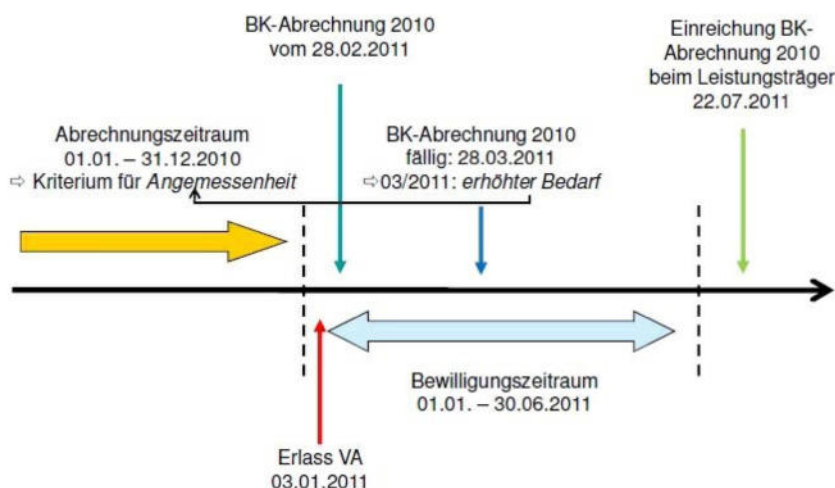 BK-Abrechnung 2010
vom 28.02.2011
Einreichung BK-
Abrechnung 2010
beim Leistungsträger
22.07.2011
Abrechnungszeitraum
01.01. – 31.12.2010
⇨ Kriterium für Angemessenheit
BK-Abrechnung 2010
fällig: 28.03.2011
⇨03/2011: erhöhter Bedarf
Bewilligungszeitraum
01.01. – 30.06.2011
Erlass VA
03.01.2011